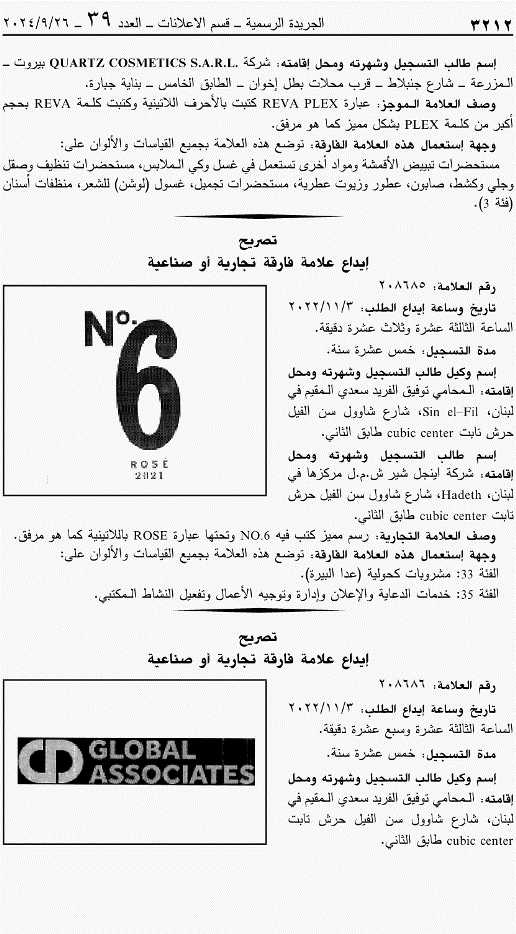 ٣٢١٢ الجريدة الرسمية ــ قسم الاعلانات ــ العدد ٣٩ ــ ٢٠٢٤/٩/٢٦
إسم طالب التسجيل وشهرته ومحل إقامته: شركة QUARTZ COSMETICS S.A.R.L. بيروت ــ
المزرعة ــ شارع جنبلاط ــ قرب محلات بطل إخوان ــ الطابق الخامس ــ بناية جبارة.
وصف العلامة الموجز: عبارة REVA PLEX كتبت بالأحرف اللاتينية وكتبت كلمة REVA بحجم
أكبر من كلمة PLEX بشكل مميز كما هو مرفق.
وجهة إستعمال هذه العلامة الفارقة: توضع هذه العلامة بجميع القياسات والألوان على:
مستحضرات تبييض الأقمشة ومواد أخرى تستعمل في غسل وكي الملابس، مستحضرات تنظيف وصقل
وجلي وكشط، صابون، عطور وزيوت عطرية، مستحضرات تجميل، غسول (لوشن) للشعر، منظفات أسنان
(فئة 3).
تصريح
إيداع علامة فارقة تجارية أو صناعية
رقم العلامة: ٢٠٨٦٨٥
تاريخ وساعة إيداع الطلب: ٢٠٢٢/١١/٣
الساعة الثالثة عشرة وثلاث عشرة دقيقة.
مدة التسجيل: خمس عشرة سنة.
إسم وكيل طالب التسجيل وشهرته ومحل
إقامته: المحامي توفيق الفريد سعدي المقيم في
لبنان، Sin el–Fil، شارع شاوول سن الفيل
حرش تابت cubic center طابق الثاني.
إسم طالب التسجيل وشهرته ومحل
إقامته: شركة اينجل شير ش.م.ل مركزها في
لبنان، Hadeth، شارع شاوول سن الفيل حرش
تابت cubic center طابق الثاني.
No.
6
ROSÉ
2021
وصف العلامة التجارية: رسم مميز كتب فيه NO.6 وتحتها عبارة ROSE باللاتينية كما هو مرفق.
وجهة إستعمال هذه العلامة الفارقة: توضع هذه العلامة بجميع القياسات والألوان على:
الفئة 33: مشروبات كحولية (عدا البيرة).
الفئة 35: خدمات الدعاية والإعلان وإدارة وتوجيه الأعمال وتفعيل النشاط المكتبي.
تصريح
إيداع علامة فارقة تجارية أو صناعية
رقم العلامة: ٢٠٨٦٨٦
تاريخ وساعة إيداع الطلب: ٢٠٢٢/١١/٣
الساعة الثالثة عشرة وسبع عشرة دقيقة.
مدة التسجيل: خمس عشرة سنة.
إسم وكيل طالب التسجيل وشهرته ومحل
إقامته: المحامي توفيق الفريد سعدي المقيم في
لبنان، شارع شاوول سن الفيل حرش تابت
cubic center طابق الثاني.
GLOBAL
ASSOCIATES